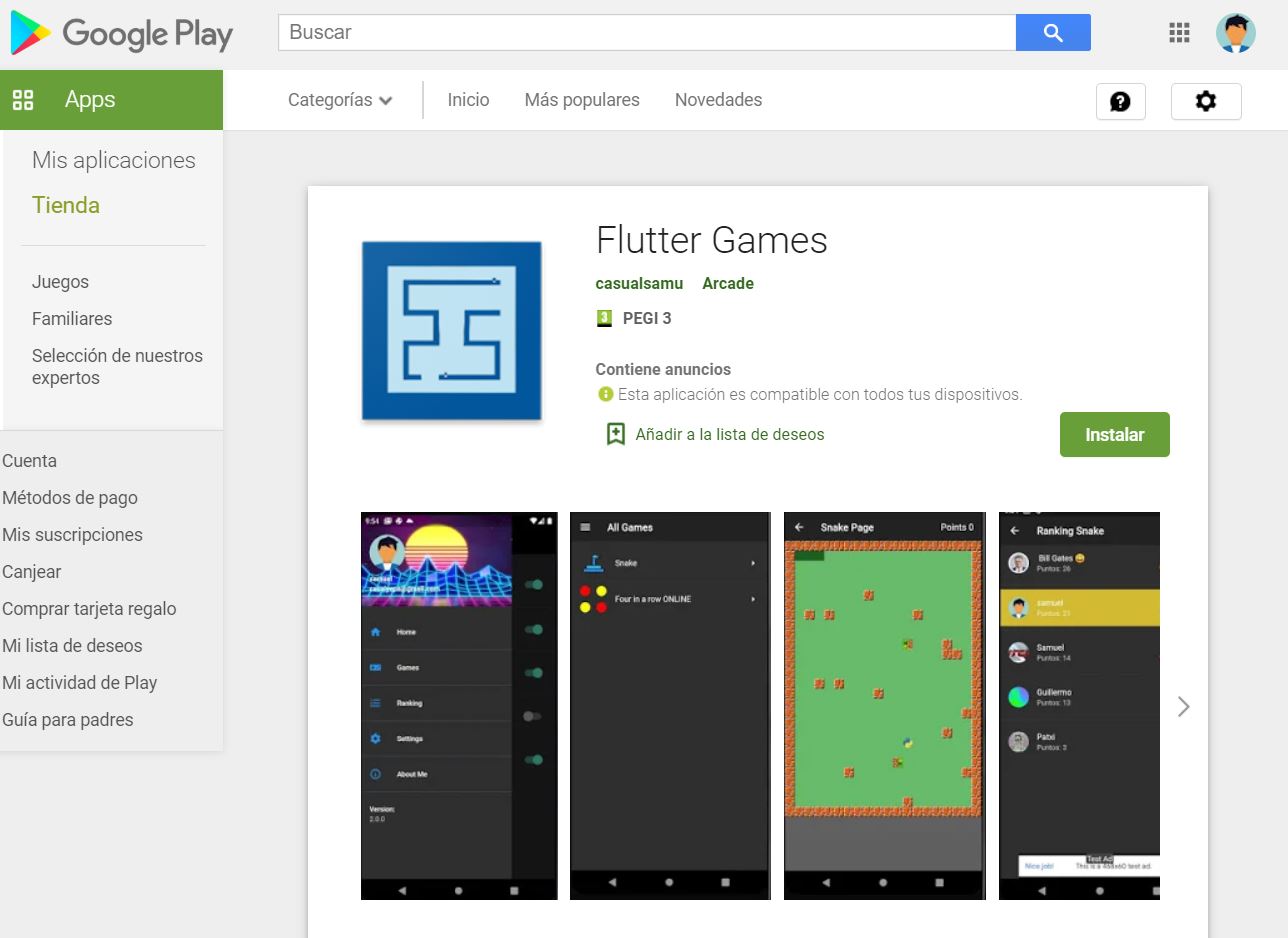 Google Play
Buscar
Apps
Categorías
Inicio
Más populares
Novedades
Mis aplicaciones
Tienda
Juegos
Familiares
Selección de nuestros
expertos
Cuenta
Métodos de pago
Mis suscripciones
Canjear
Comprar tarjeta regalo
Mi lista de deseos
Mi actividad de Play
Guía para padres
Flutter Games
casualsamu Arcade
3 PEGI 3
Contiene anuncios
Esta aplicación es compatible con todos tus dispositivos.
Añadir a la lista de deseos
Instalar
9:54
samuel
Home
Games
Ranking
Settings
About Me
Version:
2.0.0
All Games
Snake
Four in a row ONLINE
Snake Page Points 0
Ranking Snake
Bill Gates 😀
Puntos: 26
samuel
Puntos: 21
Samuel
Puntos: 14
Guillermo
Puntos: 13
Patxi
Puntos: 3
Test Ad
Nice job! This is a 468x60 test ad.